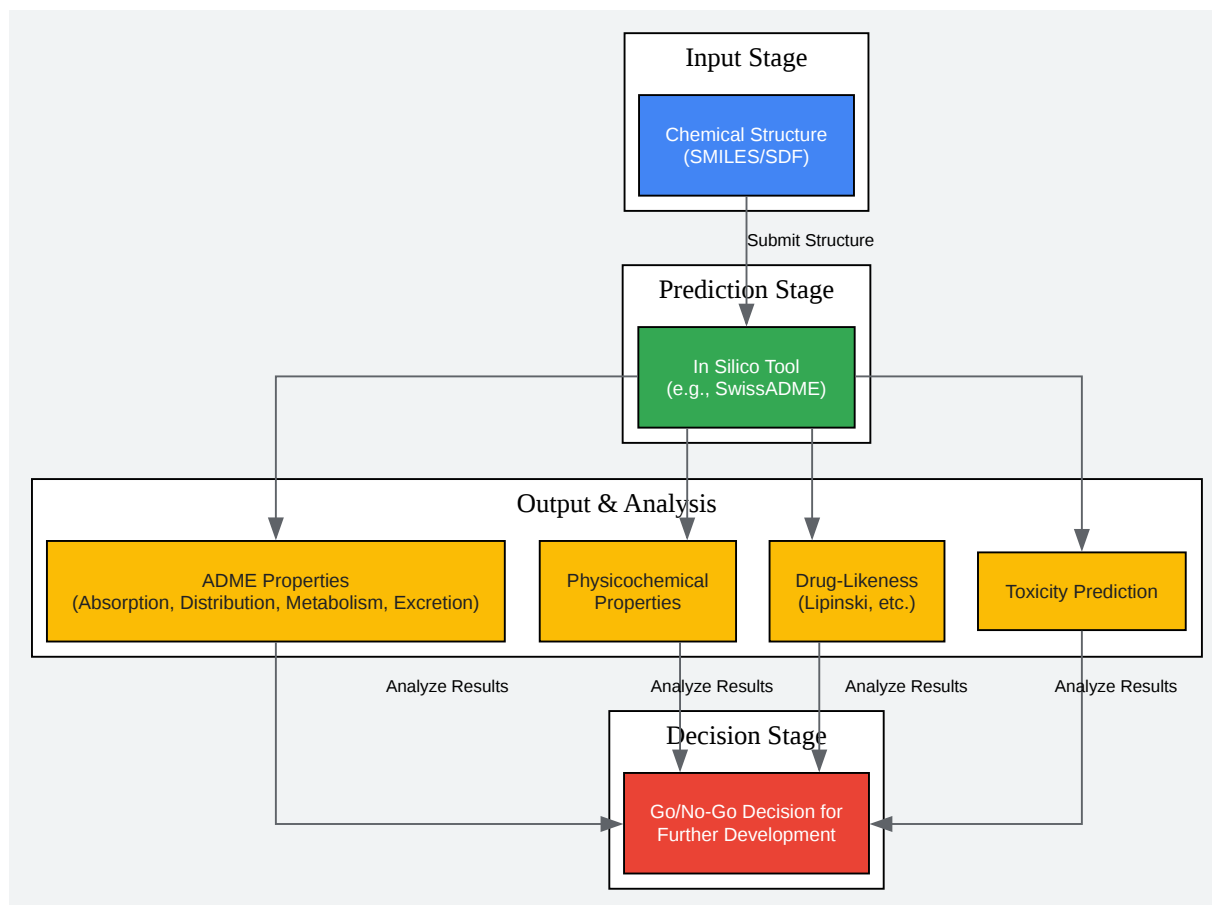 Input Stage
Chemical Structure
(SMILES/SDF)
Submit Structure
Prediction Stage
In Silico Tool
(e.g., SwissADME)
Output & Analysis
ADME Properties
(Absorption, Distribution, Metabolism, Excretion)
Physicochemical
Properties
Drug-Likeness
(Lipinski, etc.)
Toxicity Prediction
Analyze Results
Analyze Results
Analyze Results
Analyze Results
Decision Stage
Go/No-Go Decision for
Further Development